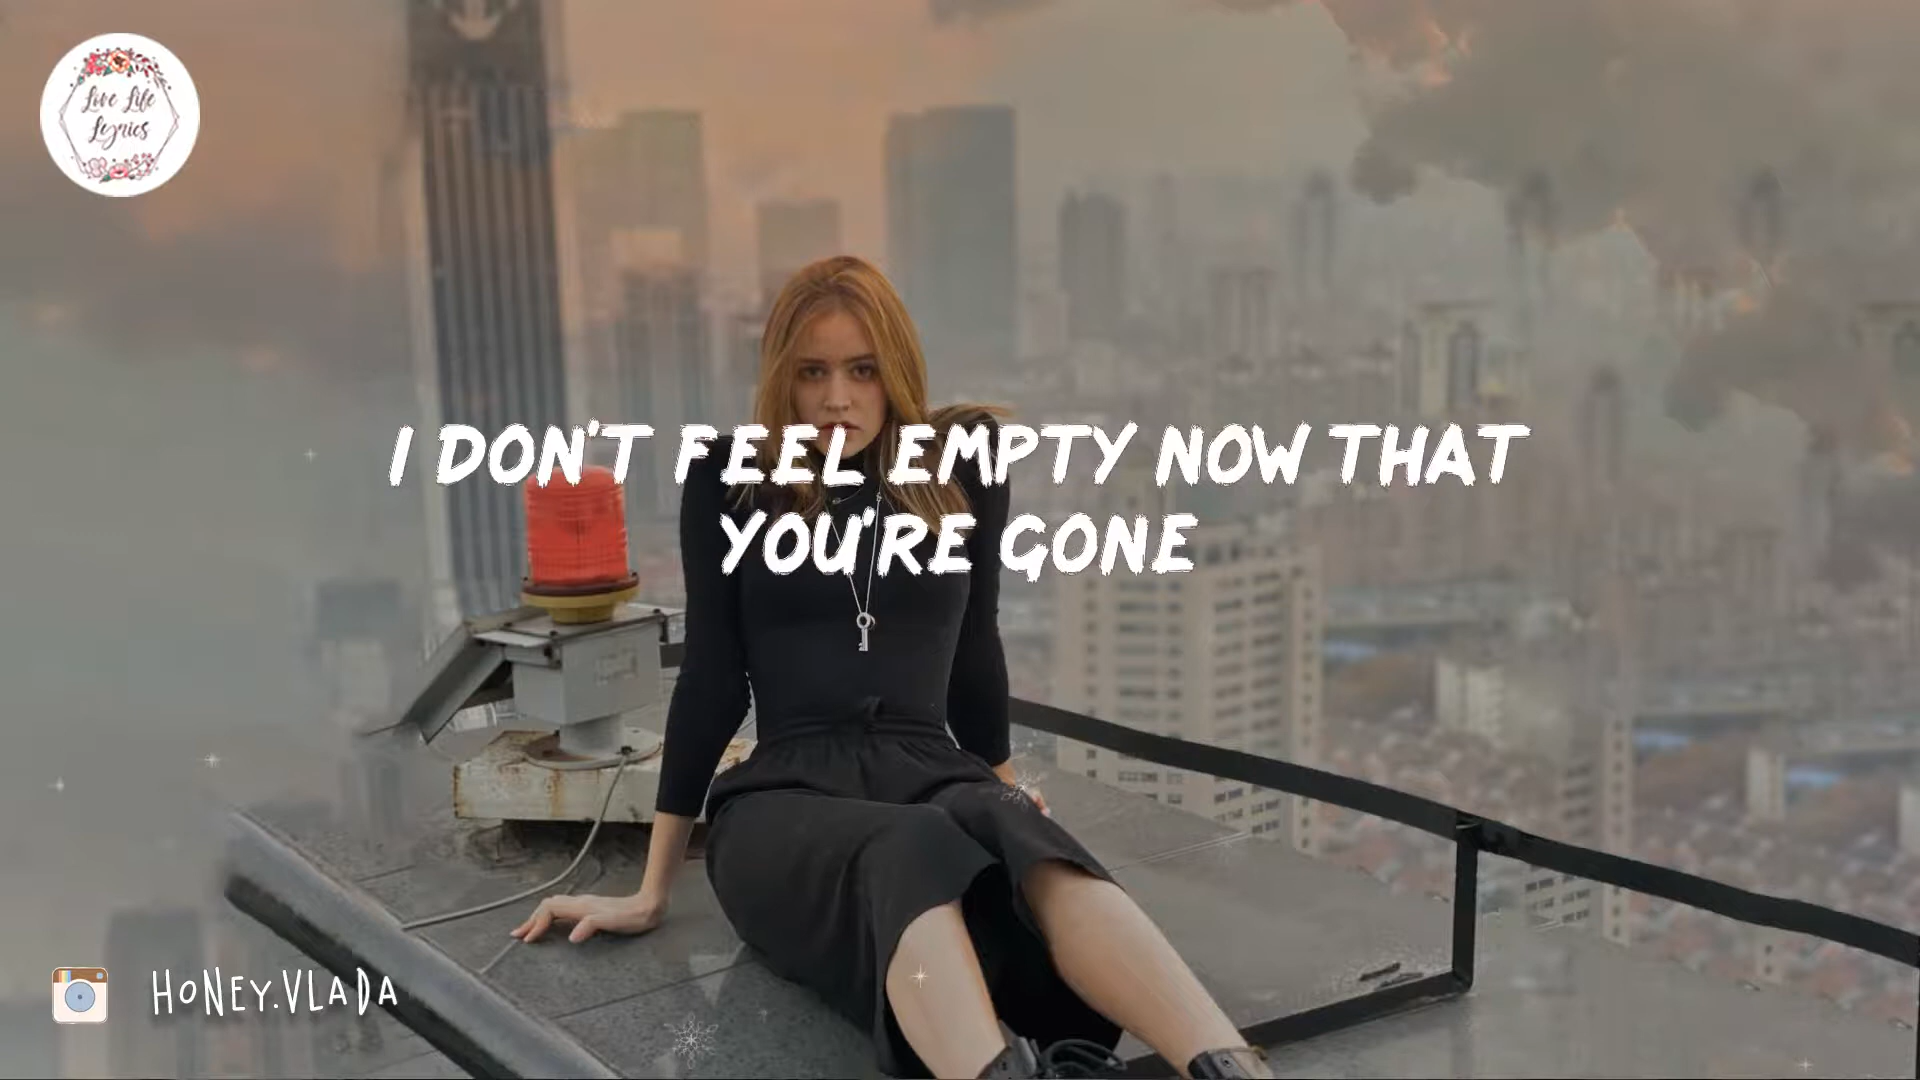 Love Life
Lyrics
I DON'T FEEL EMPTY NOW THAT
YOU'RE GONE
HONEY.VLADA